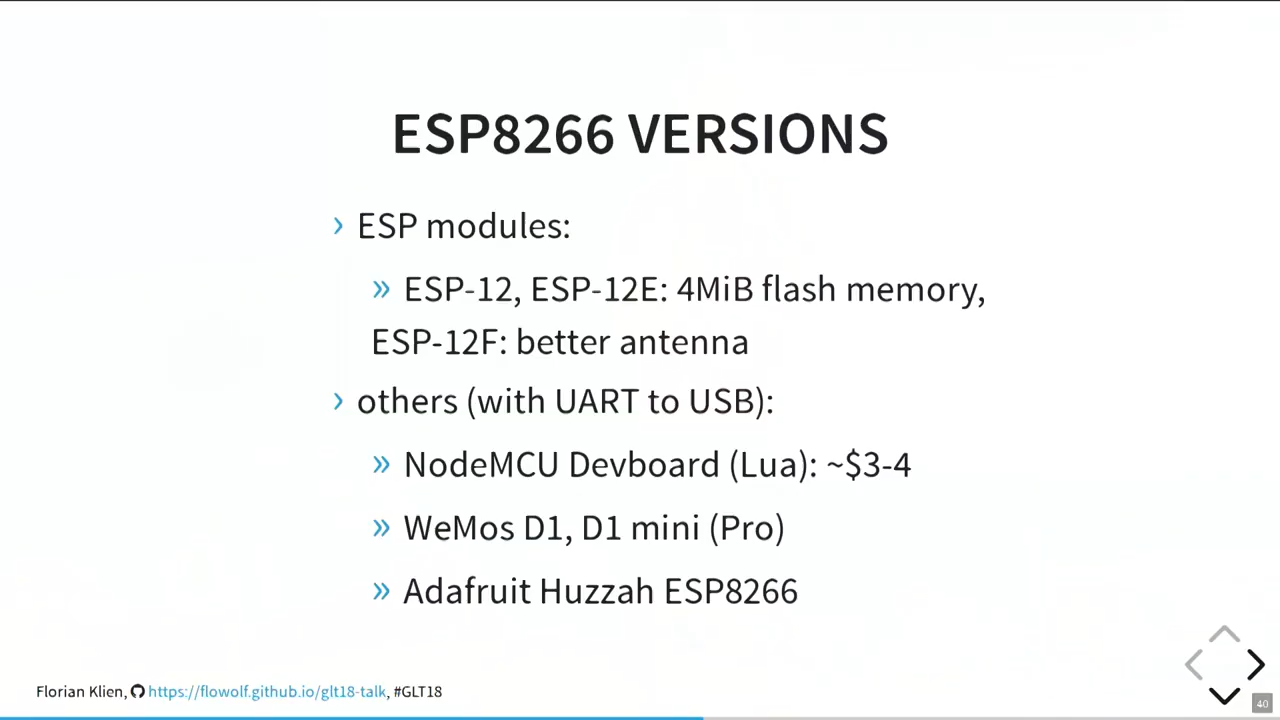 ESP8266 VERSIONS
› ESP modules:
» ESP-12, ESP-12E: 4MiB flash memory,
ESP-12F: better antenna
› others (with UART to USB):
» NodeMCU Devboard (Lua): ~$3-4
» WeMos D1, D1 mini (Pro)
» Adafruit Huzzah ESP8266
Florian Klien, https://flowolf.github.io/glt18-talk, #GLT18
40